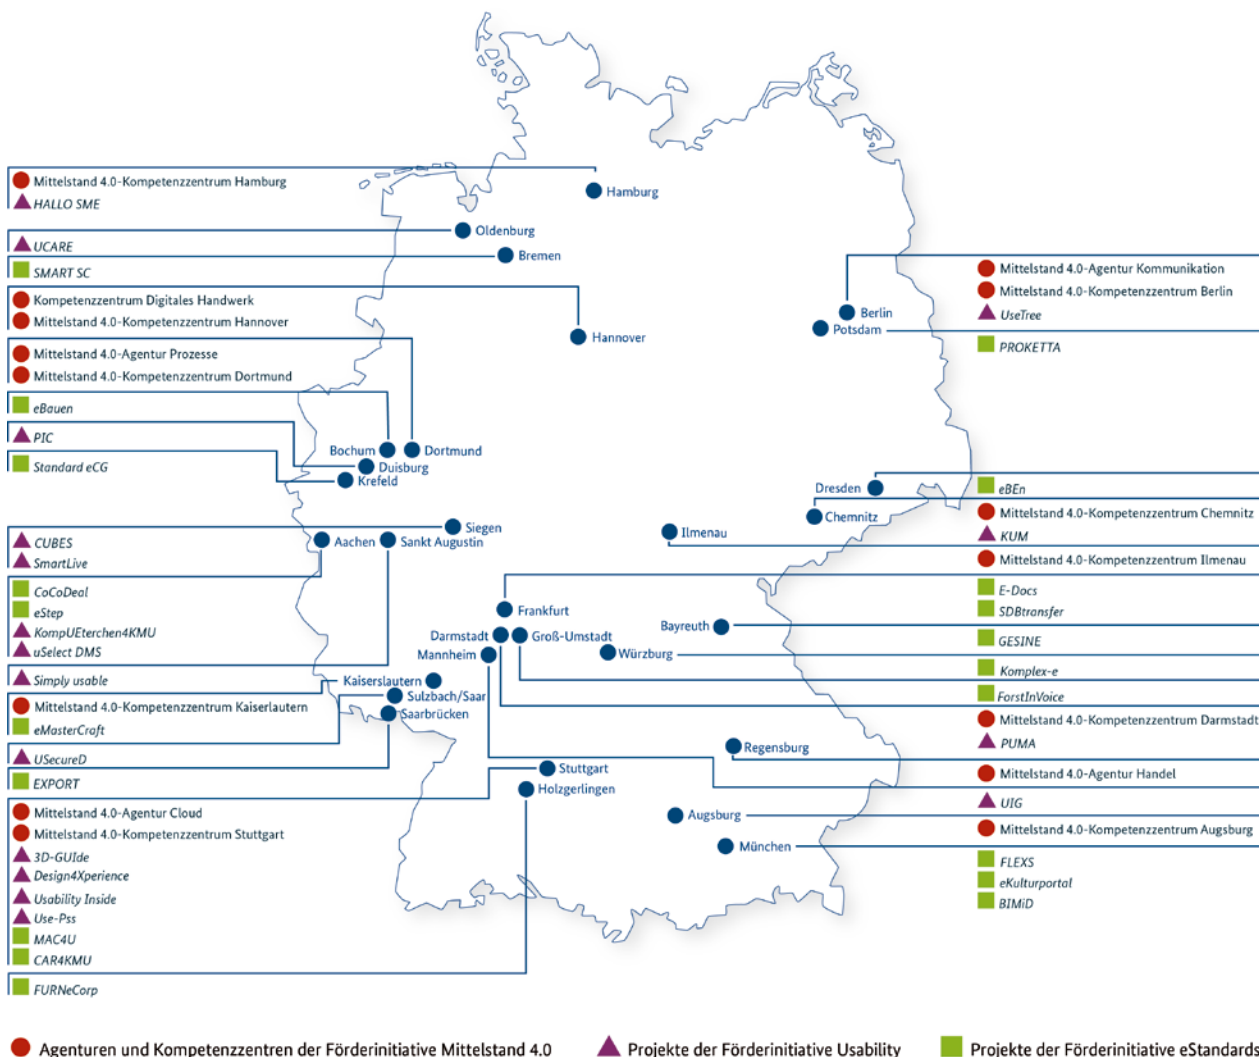 Mittelstand 4.0-Kompetenzzentrum Hamburg
HALLO SME
UCARE
SMART SC
Kompetenzzentrum Digitales Handwerk
Mittelstand 4.0-Kompetenzzentrum Hannover
Mittelstand 4.0-Agentur Prozesse
Mittelstand 4.0-Kompetenzzentrum Dortmund
eBauen
PIC
Standard eCG
CUBES
SmartLive
CoCoDeal
eStep
KompUEterchen4KMU
uSelect DMS
Simply usable
Mittelstand 4.0-Kompetenzzentrum Kaiserlautern
eMasterCraft
USecureD
EXPORT
Mittelstand 4.0-Agentur Cloud
Mittelstand 4.0-Kompetenzzentrum Stuttgart
3D-GUIde
Design4Xperience
Usability Inside
Use-Pss
MAC4U
CAR4KMU
FURNeCorp
Hamburg
Oldenburg
Bremen
Hannover
Berlin
Potsdam
Bochum
Dortmund
Duisburg
Krefeld
Dresden
Chemnitz
Siegen
Aachen
Sankt Augustin
Ilmenau
Frankfurt
Bayreuth
Darmstadt
Groß-Umstadt
Mannheim
Würzburg
Kaiserslautern
Sulzbach/Saar
Saarbrücken
Regensburg
Stuttgart
Holzgerlingen
Augsburg
München
Mittelstand 4.0-Agentur Kommunikation
Mittelstand 4.0-Kompetenzzentrum Berlin
UseTree
PROKETTA
eBEn
Mittelstand 4.0-Kompetenzzentrum Chemnitz
KUM
Mittelstand 4.0-Kompetenzzentrum Ilmenau
E-Docs
SDBtransfer
GESINE
Komplex-e
ForstInVoice
Mittelstand 4.0-Kompetenzzentrum Darmstadt
PUMA
Mittelstand 4.0-Agentur Handel
UIG
Mittelstand 4.0-Kompetenzzentrum Augsburg
FLEXS
eKulturportal
BIMiD
Agenturen und Kompetenzzentren der Förderinitiative Mittelstand 4.0
Projekte der Förderinitiative Usability
Projekte der Förderinitiative eStandard